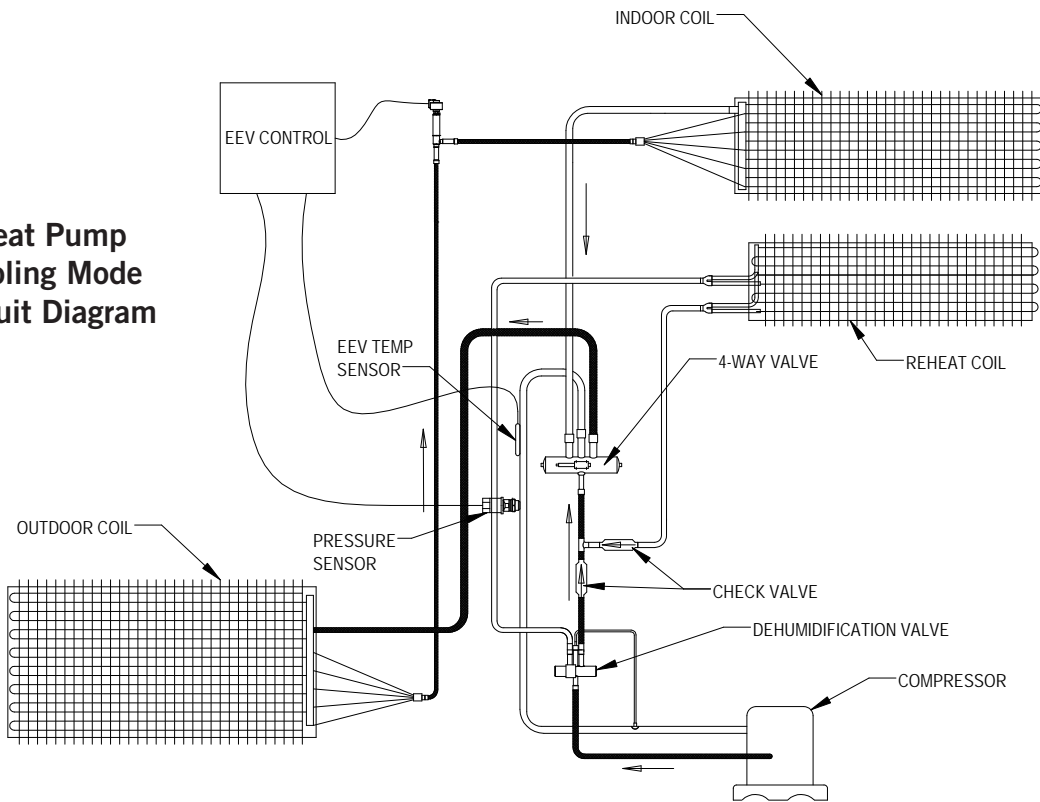 INDOOR COIL
EEV CONTROL
eat Pump
oling Mode
uit Diagram
EEV TEMP
SENSOR
4-WAY VALVE
REHEAT COIL
OUTDOOR COIL
PRESSURE
SENSOR
CHECK VALVE
DEHUMIDIFICATION VALVE
COMPRESSOR